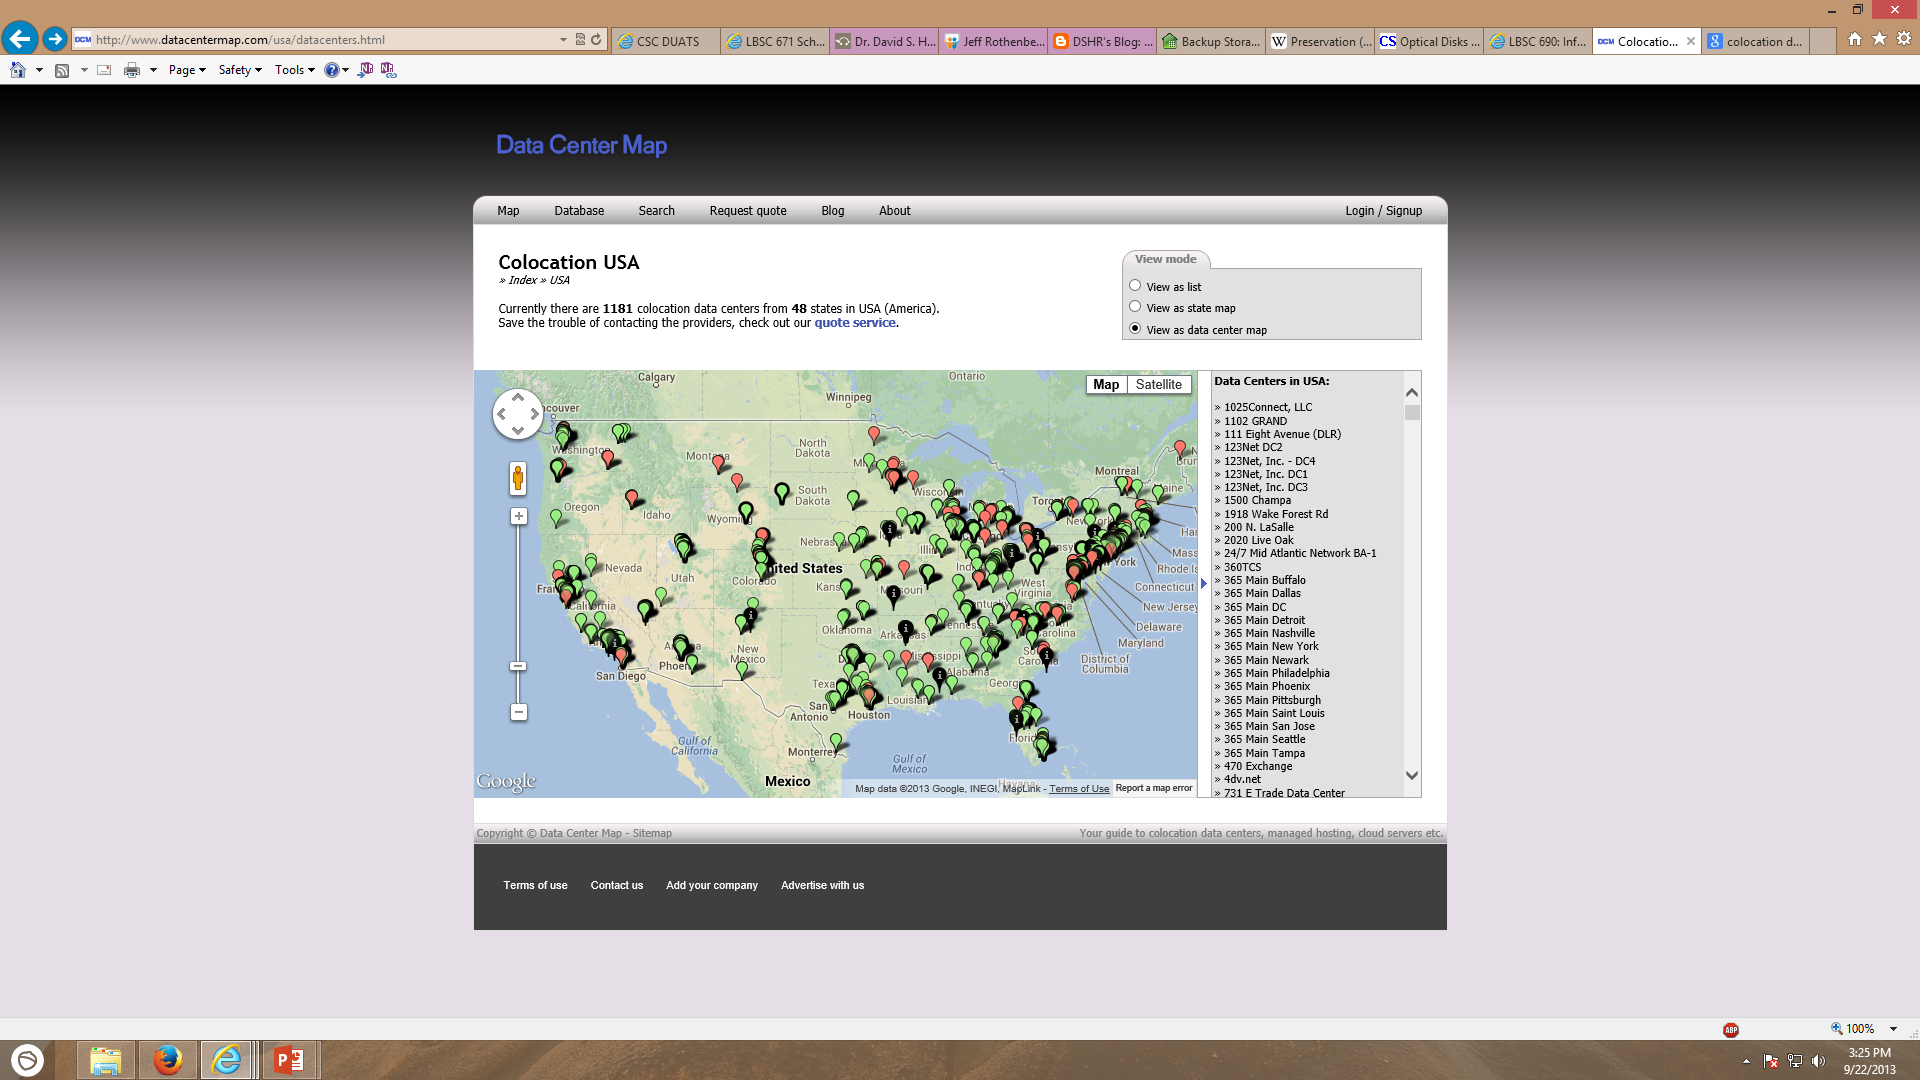 http://www.datacentermap.com/usa/datacenters.html
CSC DUATS
LBSC 671 Sch...
Dr. David S. H...
Jeff Rothenbe...
DSHR's Blog: ...
Backup Stora...
Preservation (...
Optical Disks ...
LBSC 690: Inf...
Colocatio...
colocation d...
Page
Safety
Tools
Data Center Map
Map
Database
Search
Request quote
Blog
About
Login / Signup
Colocation USA
» Index » USA
Currently there are 1181 colocation data centers from 48 states in USA (America).
Save the trouble of contacting the providers, check out our quote service.
View mode
View as list
View as state map
View as data center map
Calgary
Ontario
Winnipeg
Map
Satellite
Washington
North Dakota
Montreal
Maine
Oregon
Idaho
South Dakota
Wisconsin
Wyoming
Nevada
Utah
Colorado
United States
West Virginia
Rhode Is
Connecticut
New Jersey
Delaware
Maryland
District of Columbia
California
Oklahoma
New Mexico
San Diego
San Antonio
Houston
Gulf of California
Monterrey
Gulf of Mexico
Mexico
Havana
Google
Map data ©2013 Google, INEGI, MapLink - Terms of Use
Report a map error
Data Centers in USA:
» 1025Connect, LLC
» 1102 GRAND
» 111 Eight Avenue (DLR)
» 123Net DC2
» 123Net, Inc. - DC4
» 123Net, Inc. DC1
» 123Net, Inc. DC3
» 1500 Champa
» 1918 Wake Forest Rd
» 200 N. LaSalle
» 2020 Live Oak
» 24/7 Mid Atlantic Network BA-1
» 360TCS
» 365 Main Buffalo
» 365 Main Dallas
» 365 Main DC
» 365 Main Detroit
» 365 Main Nashville
» 365 Main New York
» 365 Main Newark
» 365 Main Philadelphia
» 365 Main Phoenix
» 365 Main Pittsburgh
» 365 Main Saint Louis
» 365 Main San Jose
» 365 Main Seattle
» 365 Main Tampa
» 470 Exchange
» 4dv.net
» 731 E Trade Data Center
Copyright © Data Center Map - Sitemap
Your guide to colocation data centers, managed hosting, cloud servers etc.
Terms of use
Contact us
Add your company
Advertise with us
ABP
100%
3:25 PM
9/22/2013